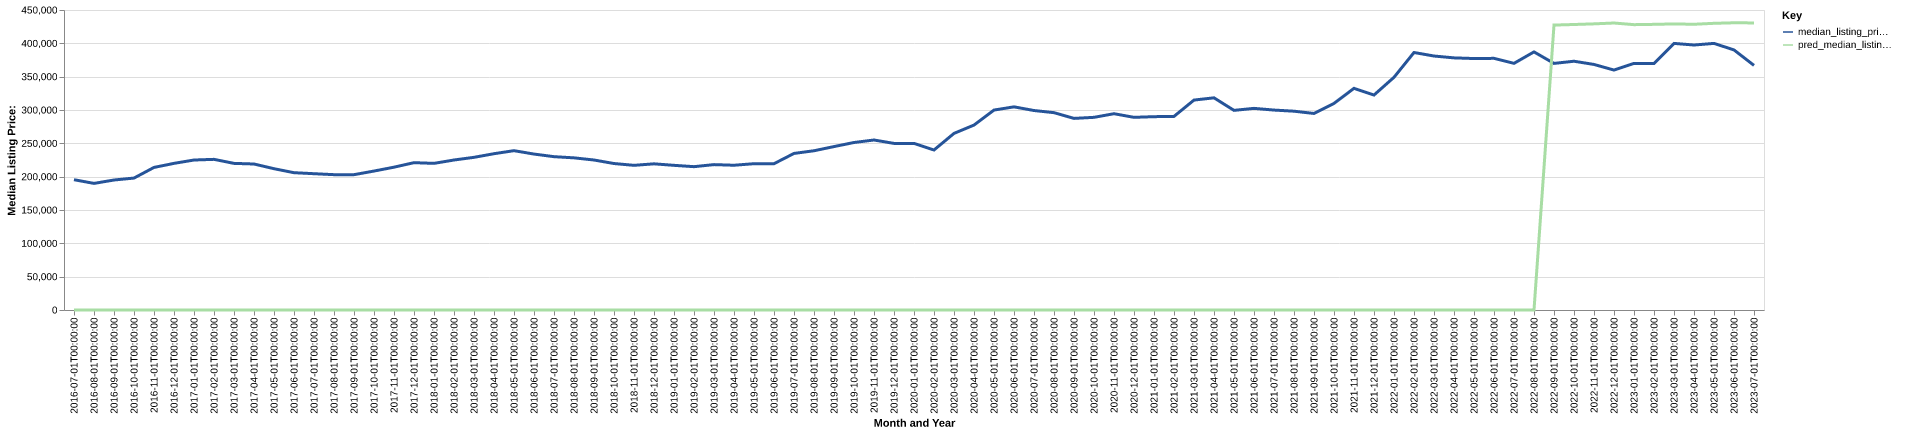 450,000
400,000
350,000
300,000
250,000
200,000
150,000
100,000
50,000
0
Median Listing Price:
2016-07-01T00:00:00
2016-08-01T00:00:00
2016-09-01T00:00:00
2016-10-01T00:00:00
2016-11-01T00:00:00
2016-12-01T00:00:00
2017-01-01T00:00:00
2017-02-01T00:00:00
2017-03-01T00:00:00
2017-04-01T00:00:00
2017-05-01T00:00:00
2017-06-01T00:00:00
2017-07-01T00:00:00
2017-08-01T00:00:00
2017-09-01T00:00:00
2017-10-01T00:00:00
2017-11-01T00:00:00
2017-12-01T00:00:00
2018-01-01T00:00:00
2018-02-01T00:00:00
2018-03-01T00:00:00
2018-04-01T00:00:00
2018-05-01T00:00:00
2018-06-01T00:00:00
2018-07-01T00:00:00
2018-08-01T00:00:00
2018-09-01T00:00:00
2018-10-01T00:00:00
2018-11-01T00:00:00
2018-12-01T00:00:00
2019-01-01T00:00:00
2019-02-01T00:00:00
2019-03-01T00:00:00
2019-04-01T00:00:00
2019-05-01T00:00:00
2019-06-01T00:00:00
2019-07-01T00:00:00
2019-08-01T00:00:00
2019-09-01T00:00:00
2019-10-01T00:00:00
2019-11-01T00:00:00
2019-12-01T00:00:00
2020-01-01T00:00:00
2020-02-01T00:00:00
2020-03-01T00:00:00
2020-04-01T00:00:00
2020-05-01T00:00:00
2020-06-01T00:00:00
2020-07-01T00:00:00
2020-08-01T00:00:00
2020-09-01T00:00:00
2020-10-01T00:00:00
2020-11-01T00:00:00
2020-12-01T00:00:00
2021-01-01T00:00:00
2021-02-01T00:00:00
2021-03-01T00:00:00
2021-04-01T00:00:00
2021-05-01T00:00:00
2021-06-01T00:00:00
2021-07-01T00:00:00
2021-08-01T00:00:00
2021-09-01T00:00:00
2021-10-01T00:00:00
2021-11-01T00:00:00
2021-12-01T00:00:00
2022-01-01T00:00:00
2022-02-01T00:00:00
2022-03-01T00:00:00
2022-04-01T00:00:00
2022-05-01T00:00:00
2022-06-01T00:00:00
2022-07-01T00:00:00
2022-08-01T00:00:00
2022-09-01T00:00:00
2022-10-01T00:00:00
2022-11-01T00:00:00
2022-12-01T00:00:00
2023-01-01T00:00:00
2023-02-01T00:00:00
2023-03-01T00:00:00
2023-04-01T00:00:00
2023-05-01T00:00:00
2023-06-01T00:00:00
2023-07-01T00:00:00
Month and Year
Key
median_listing_pri...
pred_median_listin...